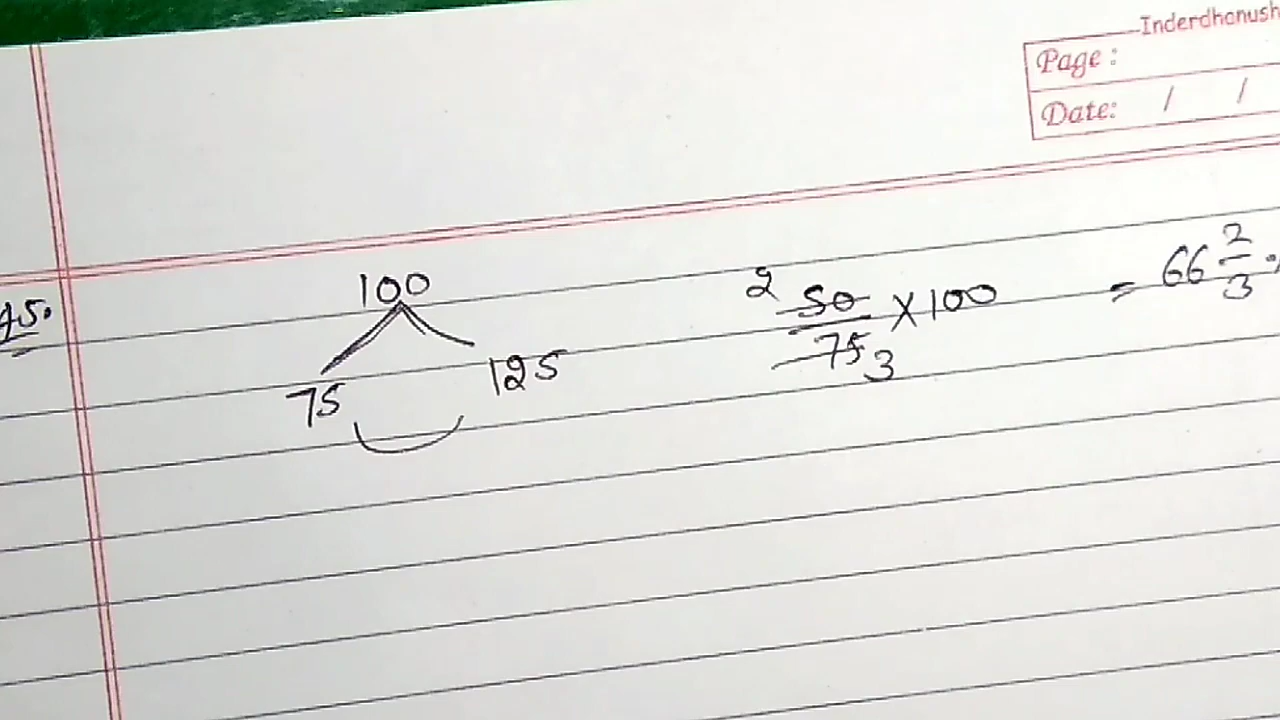 Inderdhanush
Page :
Date: / /
45.
100
75 125
2 50/75 3 × 100 = 66 2/3 %